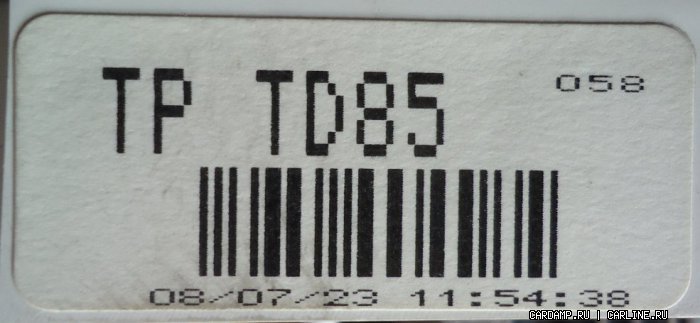 TP TD85 058
08/07/23 11:54:38
CARDAMP.RU | CARLINE.RU